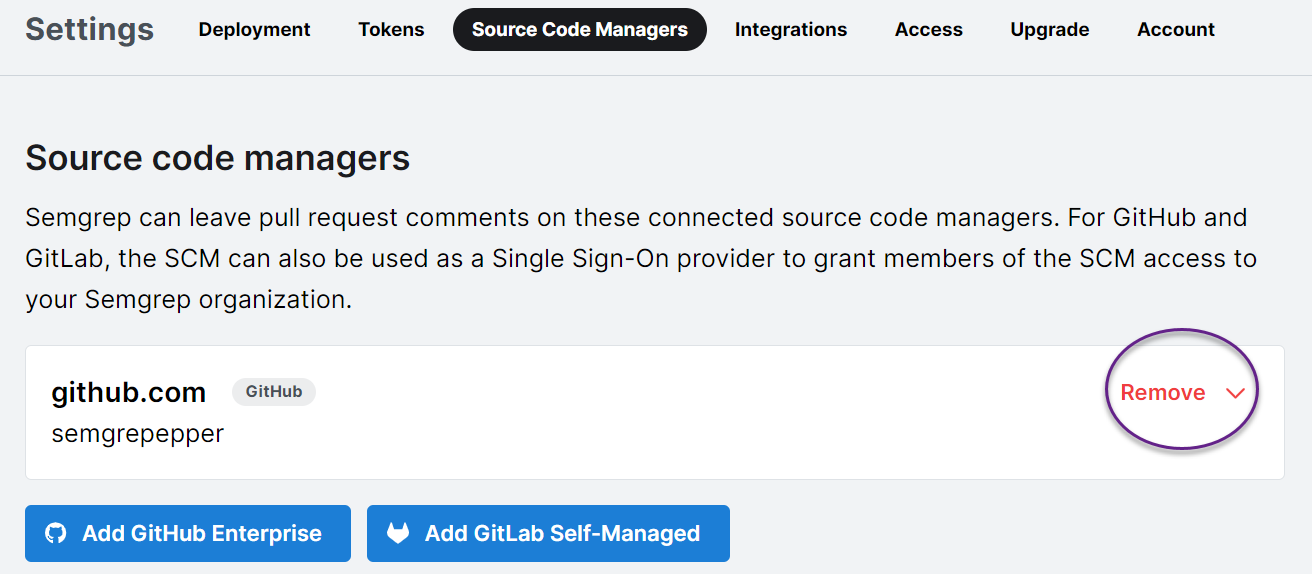 Settings Deployment Tokens Source Code Managers Integrations Access Upgrade Account
Source code managers
Semgrep can leave pull request comments on these connected source code managers. For GitHub and
GitLab, the SCM can also be used as a Single Sign-On provider to grant members of the SCM access to
your Semgrep organization.
github.com GitHub Remove
semgrepepper
Add GitHub Enterprise Add GitLab Self-Managed